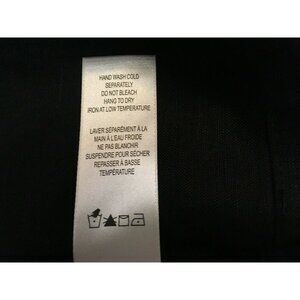 HAND WASH COLD
SEPARATELY
DO NOT BLEACH
HANG TO DRY
IRON AT LOW TEMPERATURE
LAVER SÉPARÉMENT À LA
MAIN À L'EAU FROIDE
NE PAS BLANCHIR
SUSPENDRE POUR SÉCHER
REPASSER À BASSE
TEMPÉRATURE